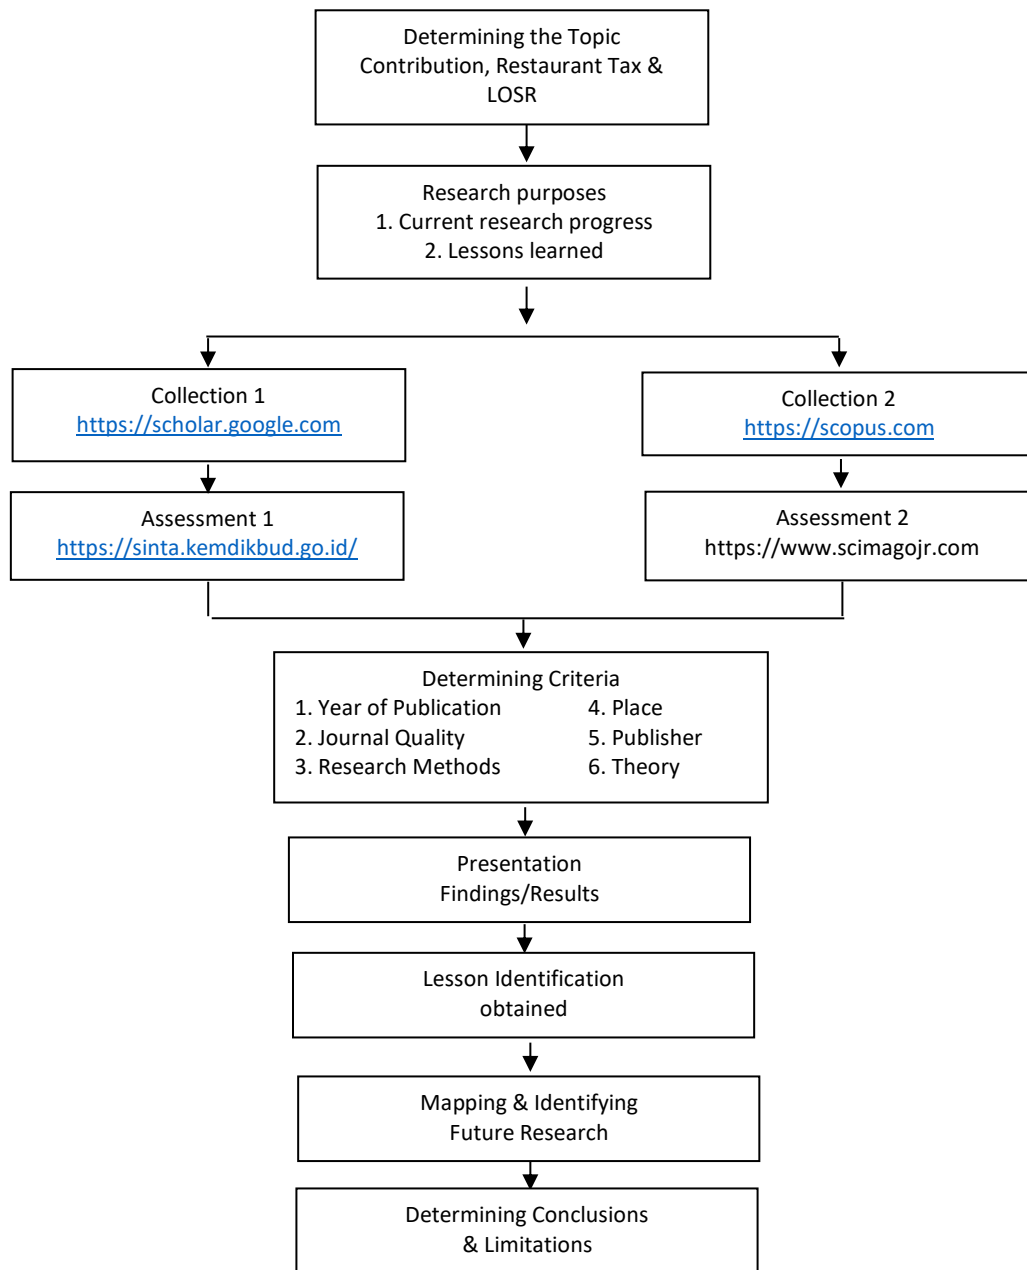 Determining the Topic
Contribution, Restaurant Tax &
LOSR
Research purposes
1. Current research progress
2. Lessons learned
Collection 1
https://scholar.google.com
Collection 2
https://scopus.com
Assessment 1
https://sinta.kemdikbud.go.id/
Assessment 2
https://www.scimagojr.com
Determining Criteria
1. Year of Publication
2. Journal Quality
3. Research Methods
4. Place
5. Publisher
6. Theory
Presentation
Findings/Results
Lesson Identification
obtained
Mapping & Identifying
Future Research
Determining Conclusions
& Limitations